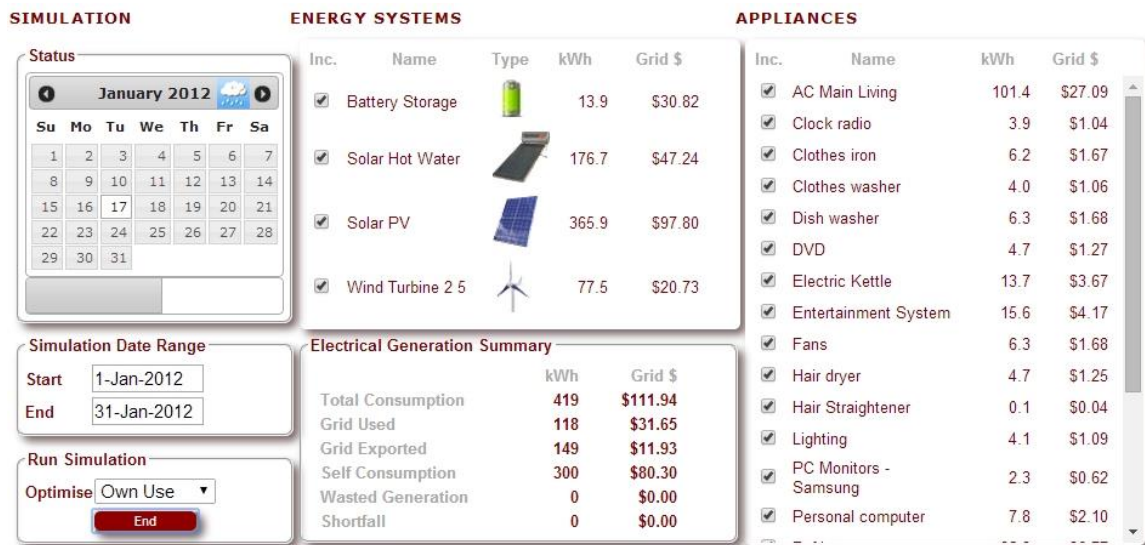 SIMULATION
Status
January 2012
Su Mo Tu We Th Fr Sa
1 2 3 4 5 6 7
8 9 10 11 12 13 14
15 16 17 18 19 20 21
22 23 24 25 26 27 28
29 30 31
Simulation Date Range
Start 1-Jan-2012
End 31-Jan-2012
Run Simulation
Optimise Own Use
End
ENERGY SYSTEMS
Inc. Name Type kWh Grid $
Battery Storage 13.9 $30.82
Solar Hot Water 176.7 $47.24
Solar PV 365.9 $97.80
Wind Turbine 2 5 77.5 $20.73
Electrical Generation Summary
kWh Grid $
Total Consumption 419 $111.94
Grid Used 118 $31.65
Grid Exported 149 $11.93
Self Consumption 300 $80.30
Wasted Generation 0 $0.00
Shortfall 0 $0.00
APPLIANCES
Inc. Name kWh Grid $
AC Main Living 101.4 $27.09
Clock radio 3.9 $1.04
Clothes iron 6.2 $1.67
Clothes washer 4.0 $1.06
Dish washer 6.3 $1.68
DVD 4.7 $1.27
Electric Kettle 13.7 $3.67
Entertainment System 15.6 $4.17
Fans 6.3 $1.68
Hair dryer 4.7 $1.25
Hair Straightener 0.1 $0.04
Lighting 4.1 $1.09
PC Monitors -
Samsung 2.3 $0.62
Personal computer 7.8 $2.10